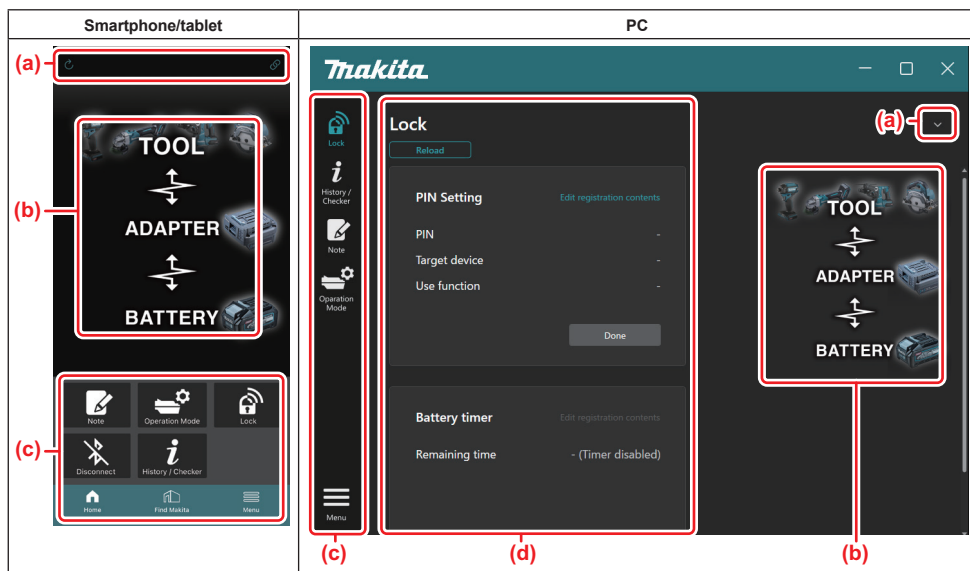 Smartphone/tablet
PC
(a)
TOOL
ADAPTER
BATTERY
(b)
Note
Operation Mode
Lock
Disconnect
History / Checker
(c)
Home
Find Makita
Menu
Makita
Lock
History /
Checker
Note
Oparation
Mode
Menu
(c)
Lock
Reload
PIN Setting
Edit registration contents
PIN
-
Target device
-
Use function
-
Done
Battery timer
Edit registration contents
Remaining time
- (Timer disabled)
(d)
(a)
TOOL
ADAPTER
BATTERY
(b)